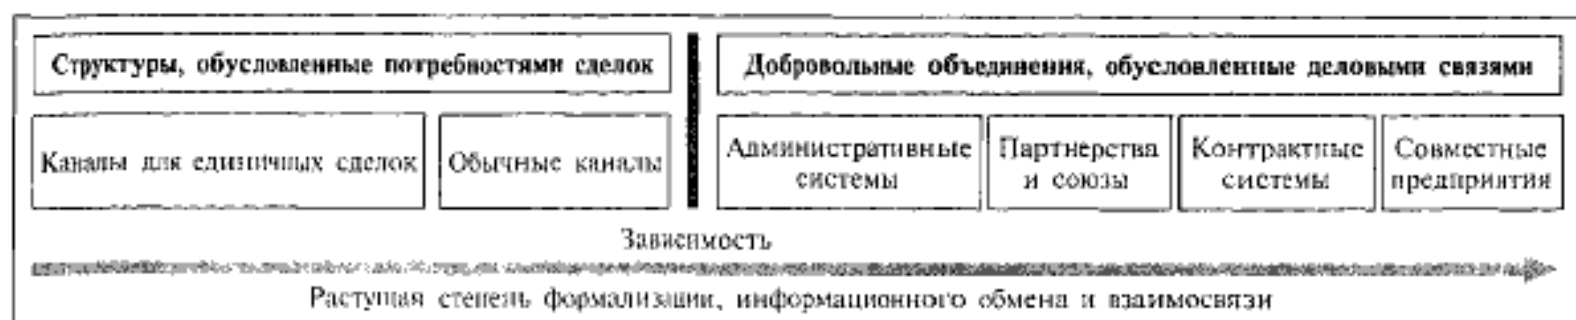 Структуры, обусловленные потребностями сделок
Добровольные объединения, обусловленные деловыми связями
Каналы для единичных сделок
Обычные каналы
Административные
системы
Партнерства
и союзы
Контрактные
системы
Совместные
предприятия
Зависимость
Растущая степень формализации, информационного обмена и взаимосвязи